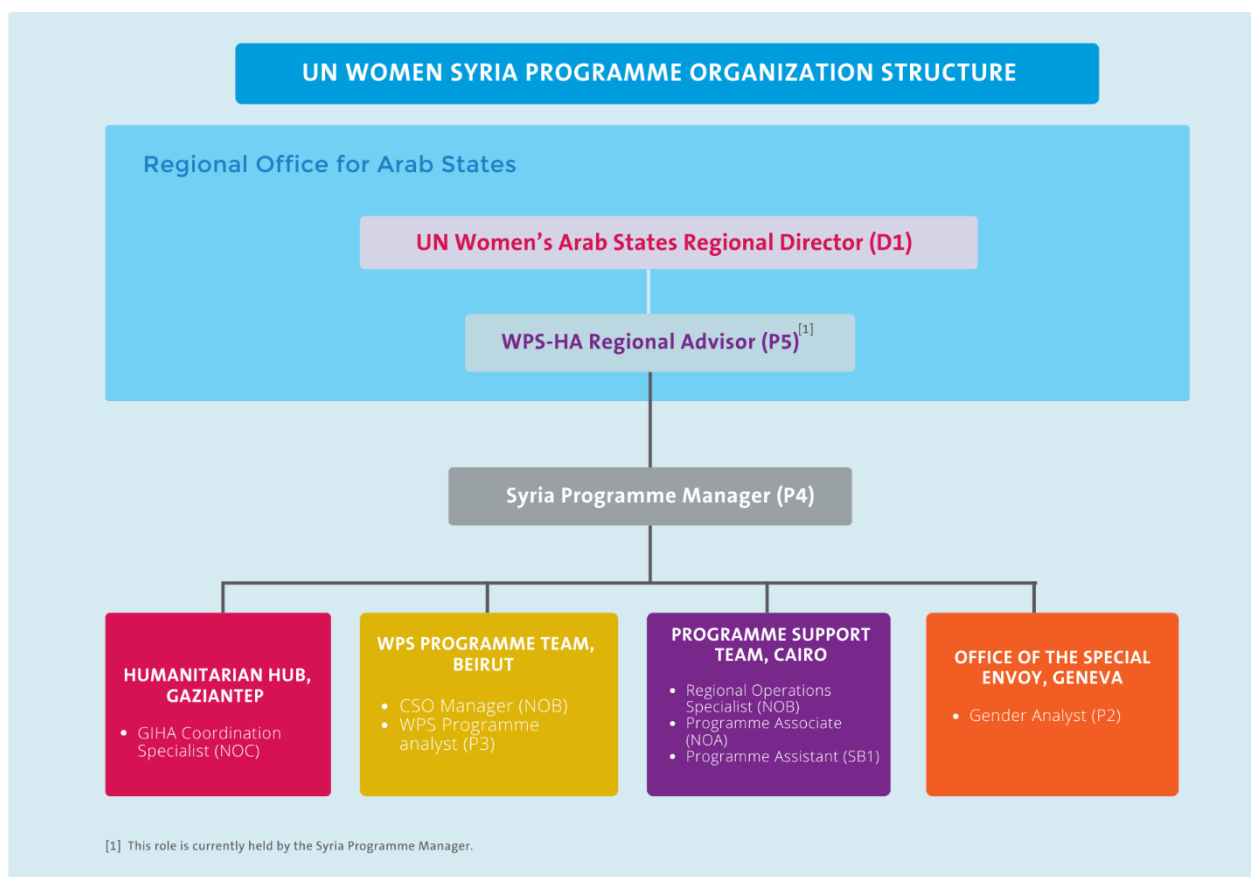 UN WOMEN SYRIA PROGRAMME ORGANIZATION STRUCTURE
Regional Office for Arab States
UN Women's Arab States Regional Director (D1)
WPS-HA Regional Advisor (P5)[1]
Syria Programme Manager (P4)
HUMANITARIAN HUB,
GAZIANTEP
• GIHA Coordination
Specialist (NOC)
WPS PROGRAMME TEAM,
BEIRUT
• CSO Manager (NOB)
• WPS Programme
analyst (P3)
PROGRAMME SUPPORT
TEAM, CAIRO
• Regional Operations
Specialist (NOB)
• Programme Associate
(NOA)
• Programme Assistant (SB1)
OFFICE OF THE SPECIAL
ENVOY, GENEVA
• Gender Analyst (P2)
[1] This role is currently held by the Syria Programme Manager.